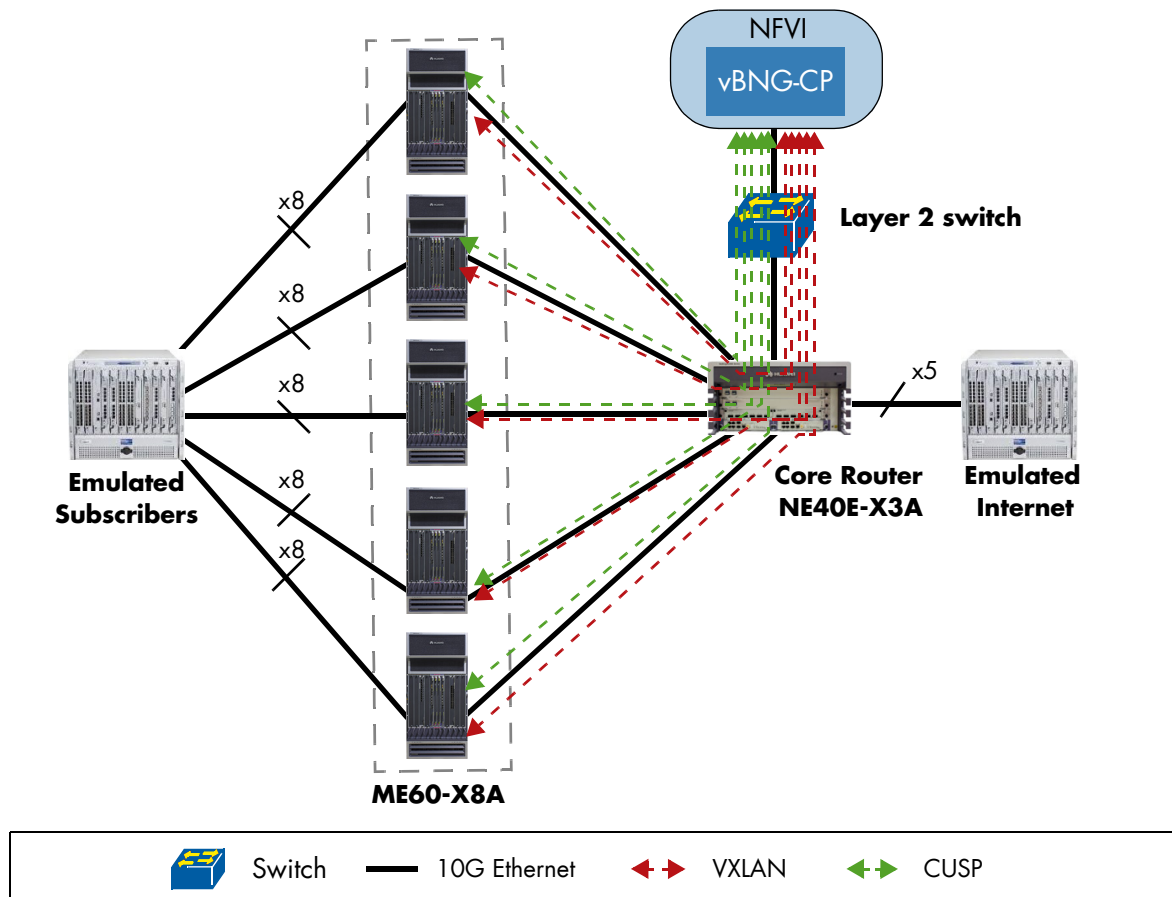 NFVI
vBNG-CP
x8
x8
x8
x8
x8
Layer 2 switch
x5
Emulated
Subscribers
Core Router
NE40E-X3A
Emulated
Internet
ME60-X8A
Switch
10G Ethernet
VXLAN
CUSP